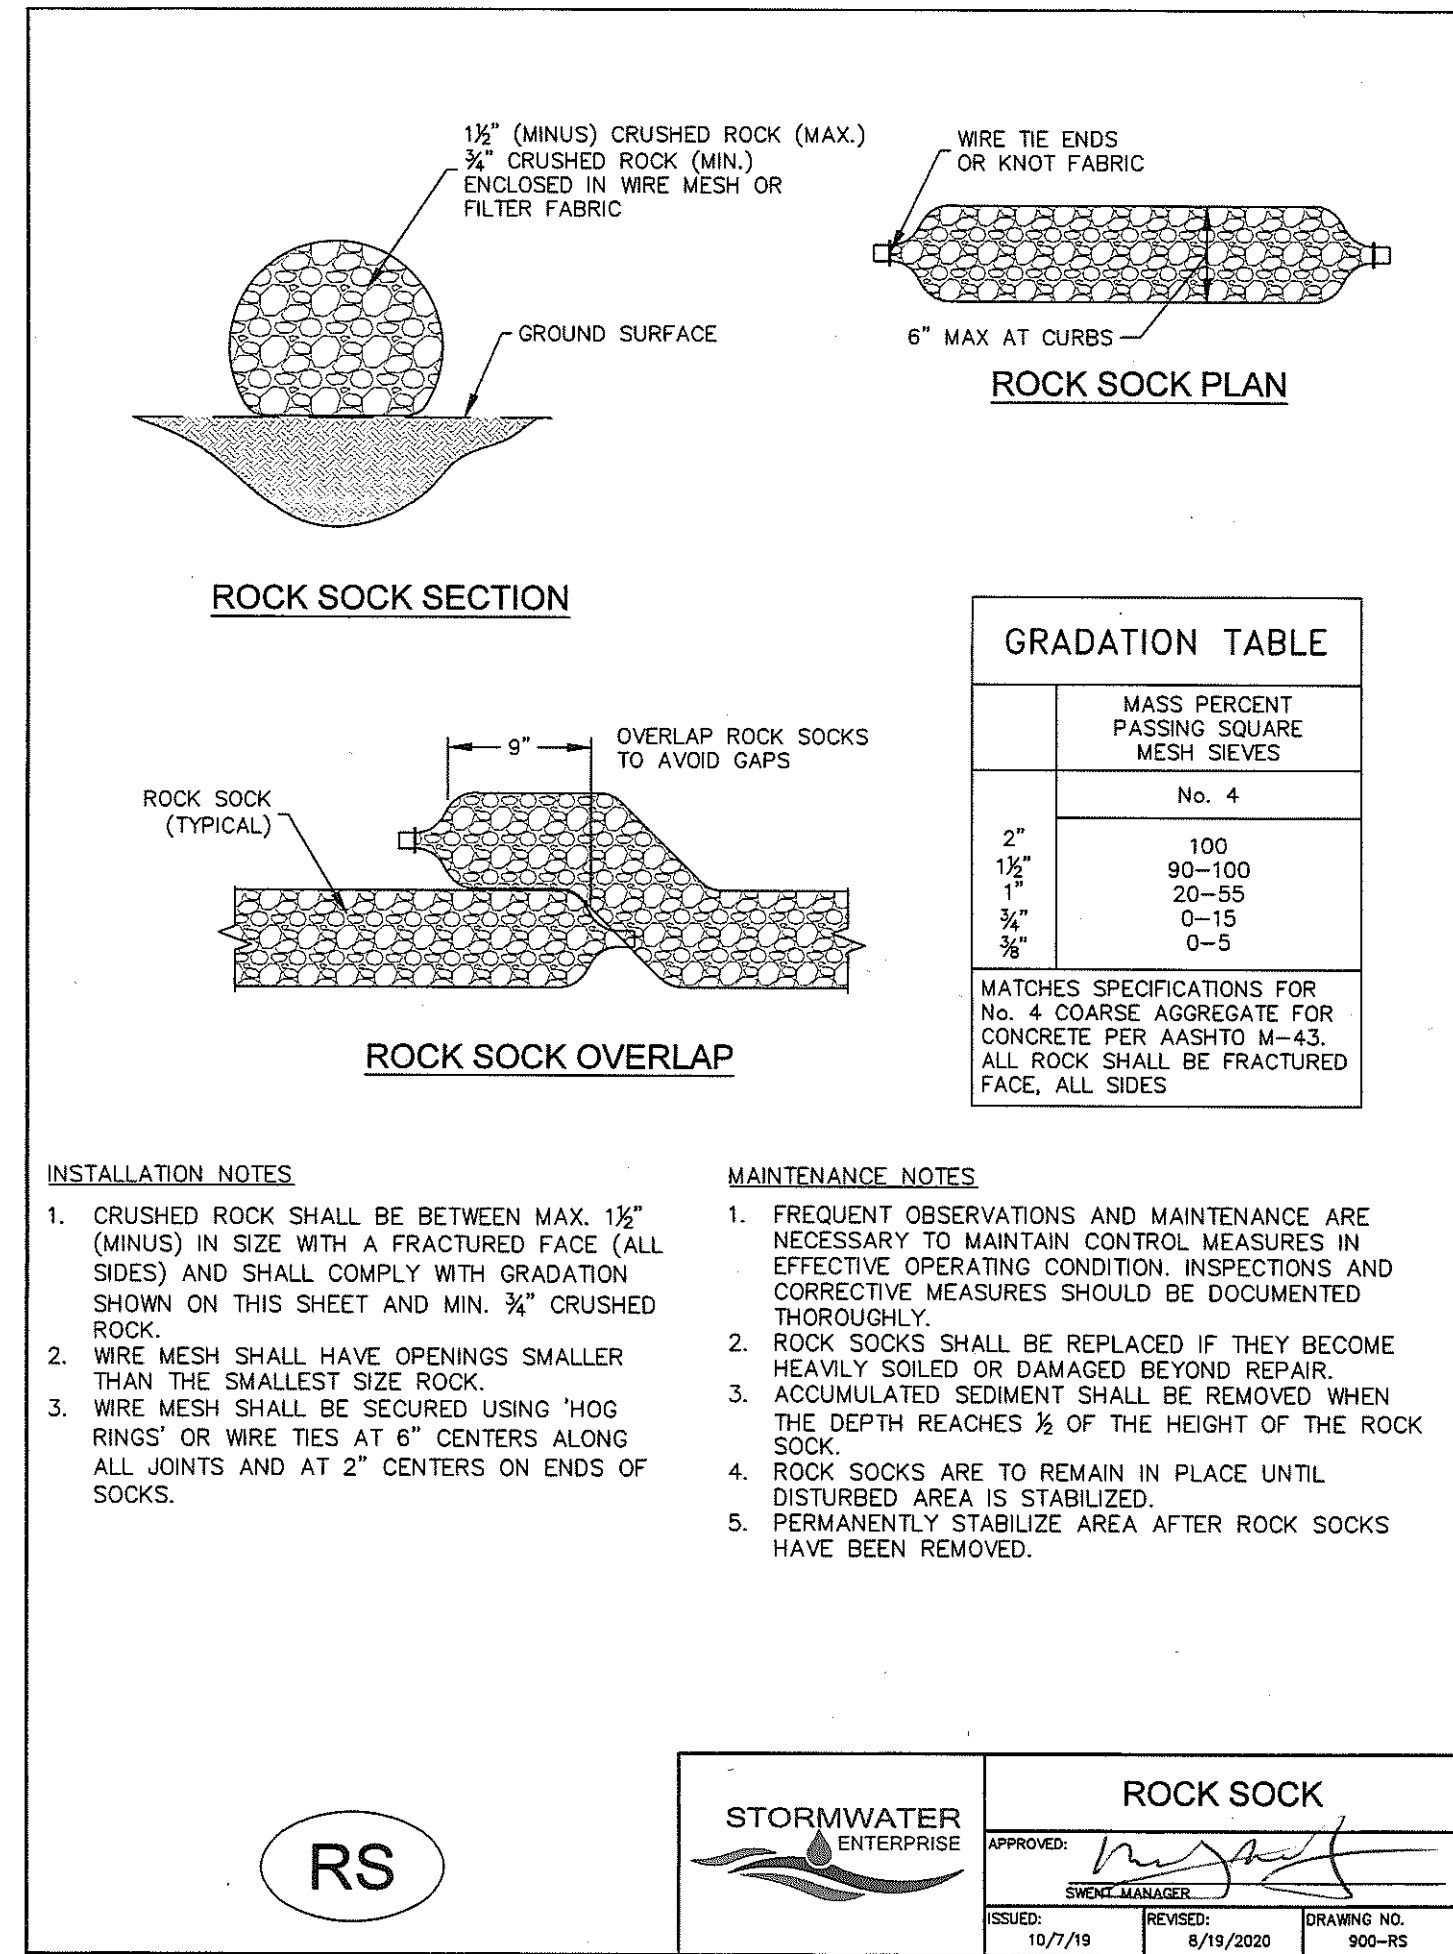 1½" (MINUS) CRUSHED ROCK (MAX.)
¾" CRUSHED ROCK (MIN.)
ENCLOSED IN WIRE MESH OR
FILTER FABRIC
GROUND SURFACE
ROCK SOCK SECTION
WIRE TIE ENDS
OR KNOT FABRIC
6" MAX AT CURBS
ROCK SOCK PLAN
9"
OVERLAP ROCK SOCKS
TO AVOID GAPS
ROCK SOCK
(TYPICAL)
ROCK SOCK OVERLAP
GRADATION TABLE
MASS PERCENT
PASSING SQUARE
MESH SIEVES
No. 4
2" 100
1½" 90-100
1" 20-55
¾" 0-15
⅜" 0-5
MATCHES SPECIFICATIONS FOR
No. 4 COARSE AGGREGATE FOR
CONCRETE PER AASHTO M-43.
ALL ROCK SHALL BE FRACTURED
FACE, ALL SIDES
INSTALLATION NOTES
1. CRUSHED ROCK SHALL BE BETWEEN MAX. 1½"
(MINUS) IN SIZE WITH A FRACTURED FACE (ALL
SIDES) AND SHALL COMPLY WITH GRADATION
SHOWN ON THIS SHEET AND MIN. ¾" CRUSHED
ROCK.
2. WIRE MESH SHALL HAVE OPENINGS SMALLER
THAN THE SMALLEST SIZE ROCK.
3. WIRE MESH SHALL BE SECURED USING 'HOG
RINGS' OR WIRE TIES AT 6" CENTERS ALONG
ALL JOINTS AND AT 2" CENTERS ON ENDS OF
SOCKS.
MAINTENANCE NOTES
1. FREQUENT OBSERVATIONS AND MAINTENANCE ARE
NECESSARY TO MAINTAIN CONTROL MEASURES IN
EFFECTIVE OPERATING CONDITION. INSPECTIONS AND
CORRECTIVE MEASURES SHOULD BE DOCUMENTED
THOROUGHLY.
2. ROCK SOCKS SHALL BE REPLACED IF THEY BECOME
HEAVILY SOILED OR DAMAGED BEYOND REPAIR.
3. ACCUMULATED SEDIMENT SHALL BE REMOVED WHEN
THE DEPTH REACHES ½ OF THE HEIGHT OF THE ROCK
SOCK.
4. ROCK SOCKS ARE TO REMAIN IN PLACE UNTIL
DISTURBED AREA IS STABILIZED.
5. PERMANENTLY STABILIZE AREA AFTER ROCK SOCKS
HAVE BEEN REMOVED.
RS
STORMWATER
ENTERPRISE
ROCK SOCK
APPROVED:
SWENT MANAGER
ISSUED: REVISED: DRAWING NO.
10/7/19 8/19/2020 900-RS